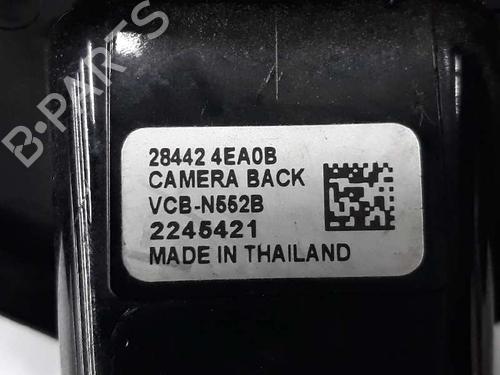 B-PARTS
28442 4EA0B
CAMERA BACK
VCB-N552B
2245421
MADE IN THAILAND